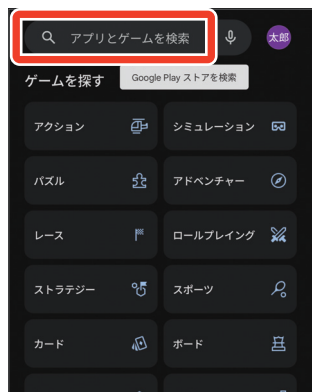 アプリとゲームを検索
太郎
ゲームを探す
Google Play ストアを検索
アクション
シミュレーション
パズル
アドベンチャー
レース
ロールプレイング
ストラテジー
スポーツ
カード
ボード